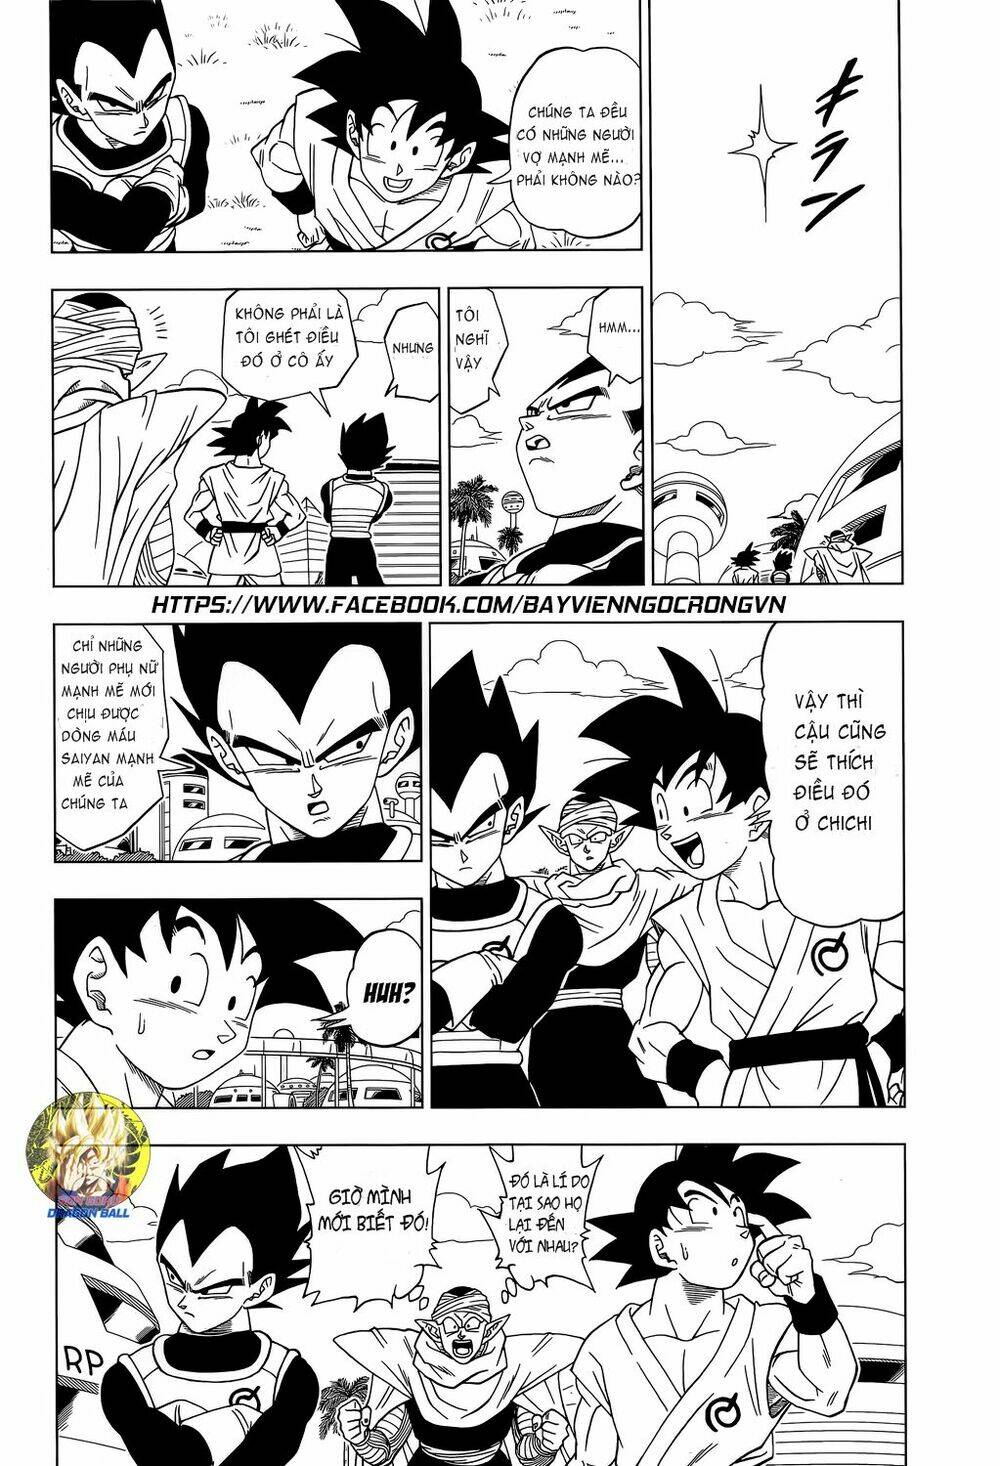 CHÚNG TA ĐỀU
CÓ NHỮNG NGƯỜI
VỢ MẠNH MẼ...
PHẢI KHÔNG NÀO?
キラン
HMM...
TÔI
NGHĨ
VẬY
NHƯNG
KHÔNG PHẢI LÀ
TÔI GHÉT ĐIỀU
ĐÓ Ở CÔ ẤY
HTTPS://WWW.FACEBOOK.COM/BAYVIENNGOCRONGVN
VẬY THÌ
CẬU CŨNG
SẼ THÍCH
ĐIỀU ĐÓ
Ở CHICHI
CHỈ NHỮNG
NGƯỜI PHỤ NỮ
MẠNH MẼ MỚI
CHỊU ĐƯỢC
DÒNG MÁU
SAIYAN MẠNH
MẼ CỦA
CHÚNG TA
HUH?
DRAGON BALL
ĐÓ LÀ LÍ DO
TẠI SAO HỌ
LẠI ĐẾN
VỚI NHAU?
GIỜ MÌNH
MỚI BIẾT ĐÓ!
RP